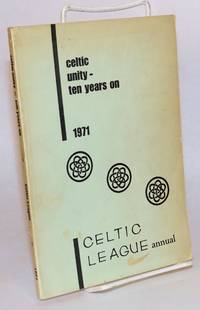 celtic
unity-
ten years on
1971
CELTIC
LEAGUE annual